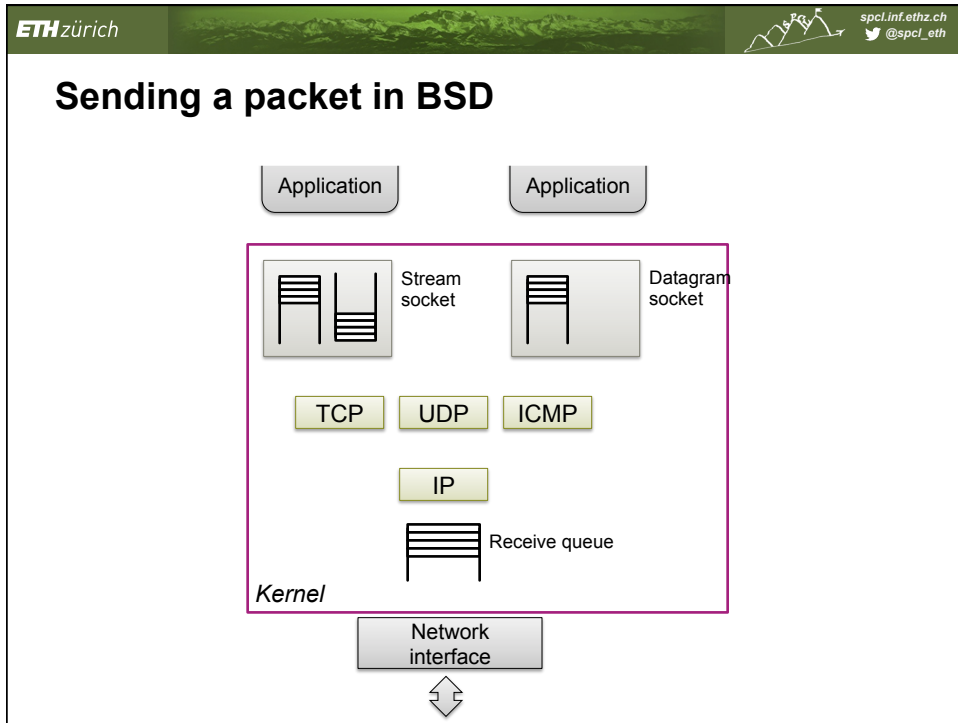 ETH zürich
spcl.inf.ethz.ch
@spcl_eth
Sending a packet in BSD
Application
Application
Stream
socket
Datagram
socket
TCP
UDP
ICMP
IP
Receive queue
Kernel
Network
interface